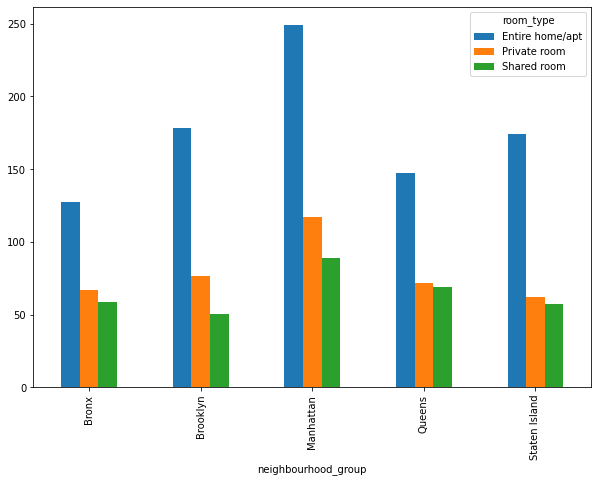 room_type
Entire home/apt
Private room
Shared room
250
200
150
100
50
0
Bronx
Brooklyn
Manhattan
Queens
Staten Island
neighbourhood_group